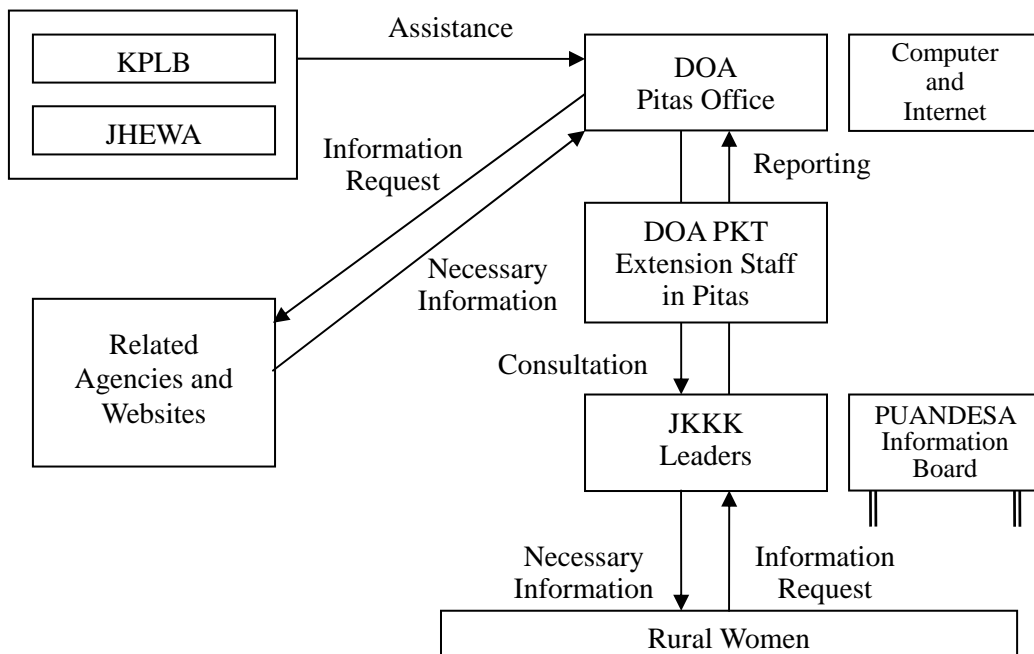 Assistance
KPLB
JHEWA
DOA
Pitas Office
Computer
and
Internet
Information
Request
Reporting
DOA PKT
Extension Staff
in Pitas
Necessary
Information
Related
Agencies and
Websites
Consultation
JKKK
Leaders
PUANDESA
Information
Board
Necessary
Information
Information
Request
Rural Women